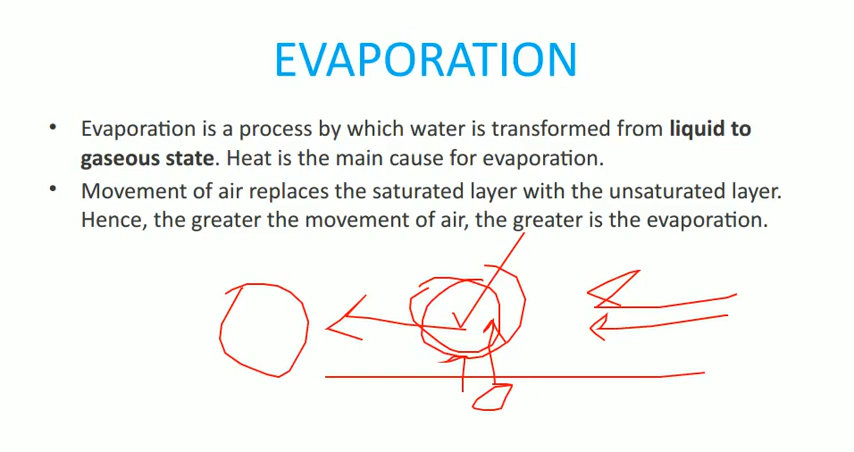 EVAPORATION
• Evaporation is a process by which water is transformed from liquid to
gaseous state. Heat is the main cause for evaporation.
• Movement of air replaces the saturated layer with the unsaturated layer.
Hence, the greater the movement of air, the greater is the evaporation.